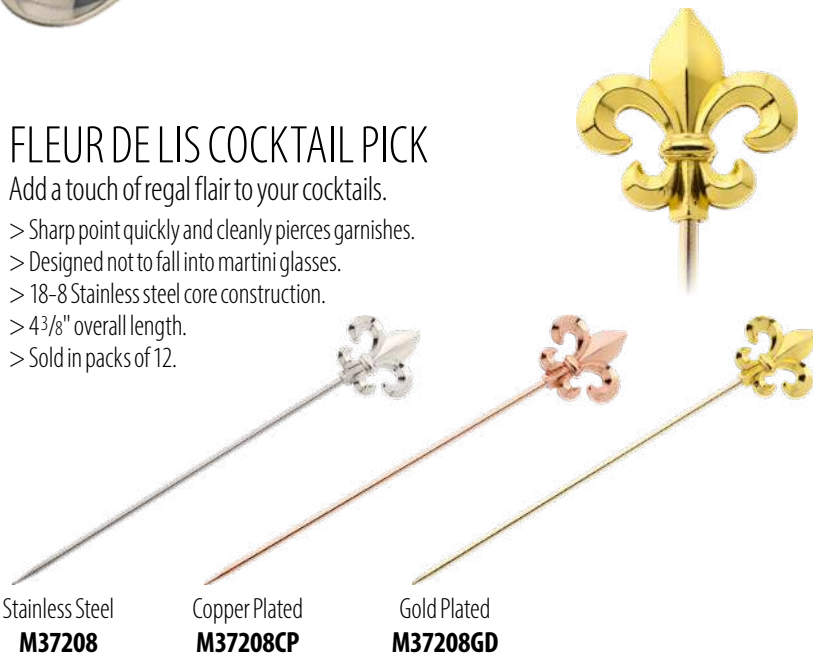 FLEUR DE LIS COCKTAIL PICK
Add a touch of regal flair to your cocktails.
> Sharp point quickly and cleanly pierces garnishes.
> Designed not to fall into martini glasses.
> 18-8 Stainless steel core construction.
> 4 3/8" overall length.
> Sold in packs of 12.
Stainless Steel Copper Plated Gold Plated
M37208 M37208CP M37208GD